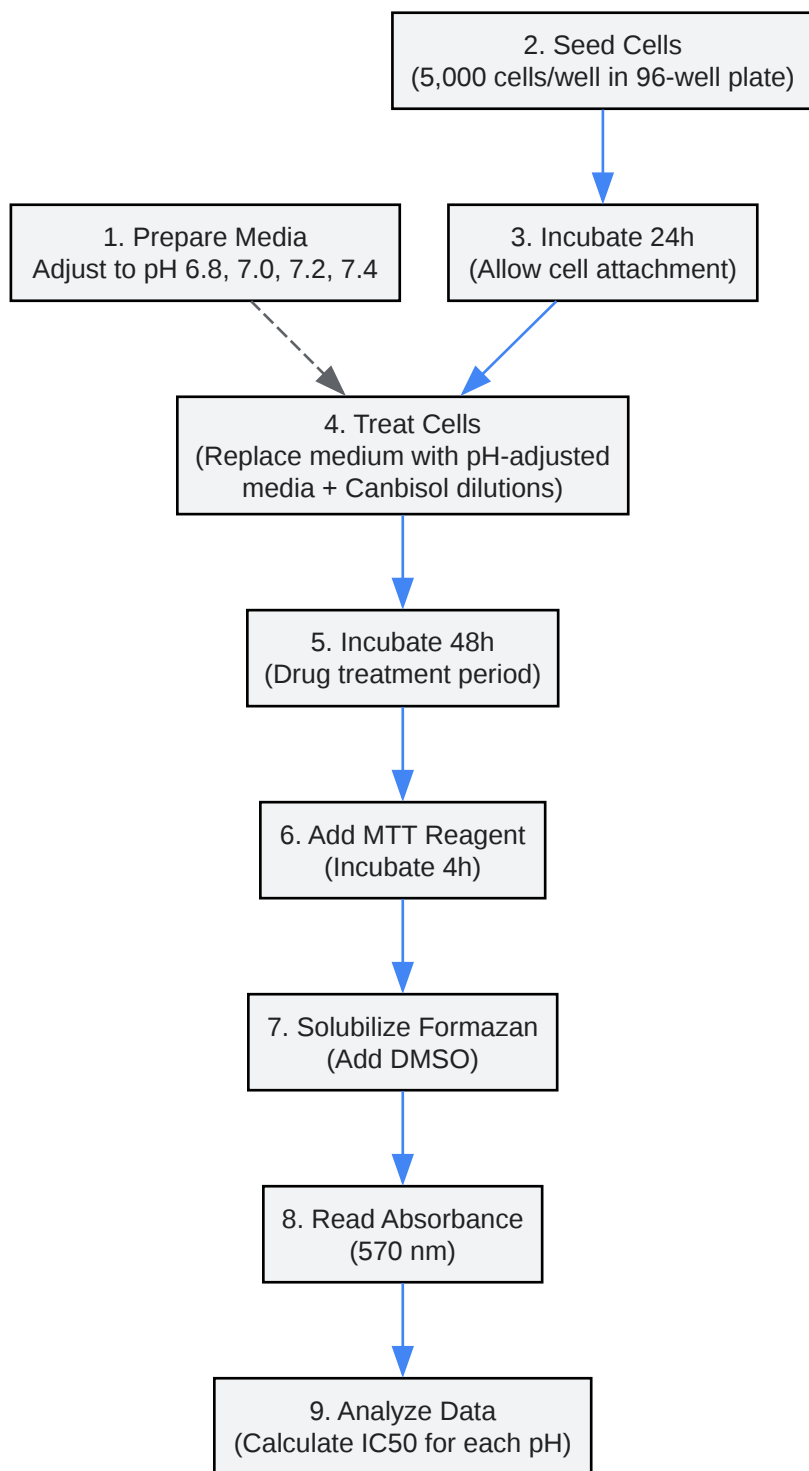 2. Seed Cells
(5,000 cells/well in 96-well plate)
1. Prepare Media
Adjust to pH 6.8, 7.0, 7.2, 7.4
3. Incubate 24h
(Allow cell attachment)
4. Treat Cells
(Replace medium with pH-adjusted
media + Canbisol dilutions)
5. Incubate 48h
(Drug treatment period)
6. Add MTT Reagent
(Incubate 4h)
7. Solubilize Formazan
(Add DMSO)
8. Read Absorbance
(570 nm)
9. Analyze Data
(Calculate IC50 for each pH)